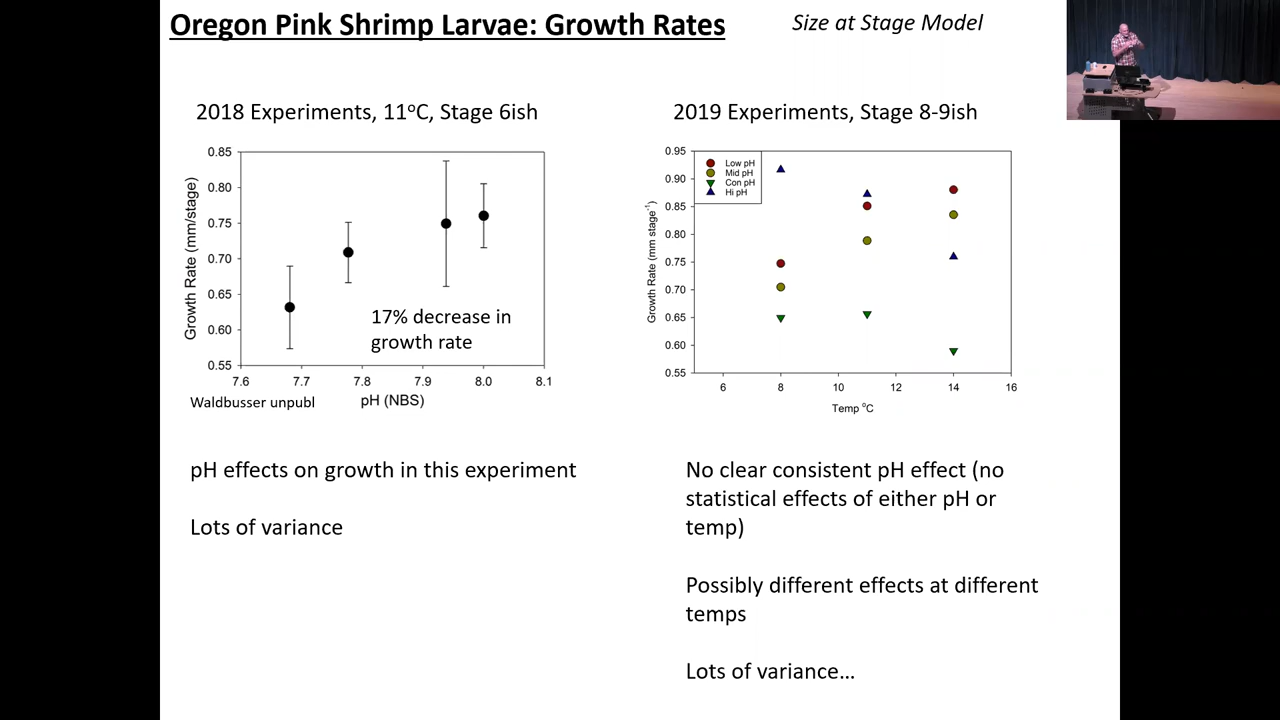 Oregon Pink Shrimp Larvae: Growth Rates
Size at Stage Model
2018 Experiments, 11°C, Stage 6ish
0.85
0.80
0.75
0.70
0.65
0.60
0.55
Growth Rate (mm/stage)
17% decrease in
growth rate
7.6 7.7 7.8 7.9 8.0 8.1
Waldbusser unpubl
pH (NBS)
pH effects on growth in this experiment
Lots of variance
2019 Experiments, Stage 8-9ish
0.95
0.90
0.85
0.80
0.75
0.70
0.65
0.60
0.55
Growth Rate (mm stage⁻¹)
Low pH
Mid pH
Con pH
Hi pH
6 8 10 12 14 16
Temp °C
No clear consistent pH effect (no
statistical effects of either pH or
temp)
Possibly different effects at different
temps
Lots of variance…